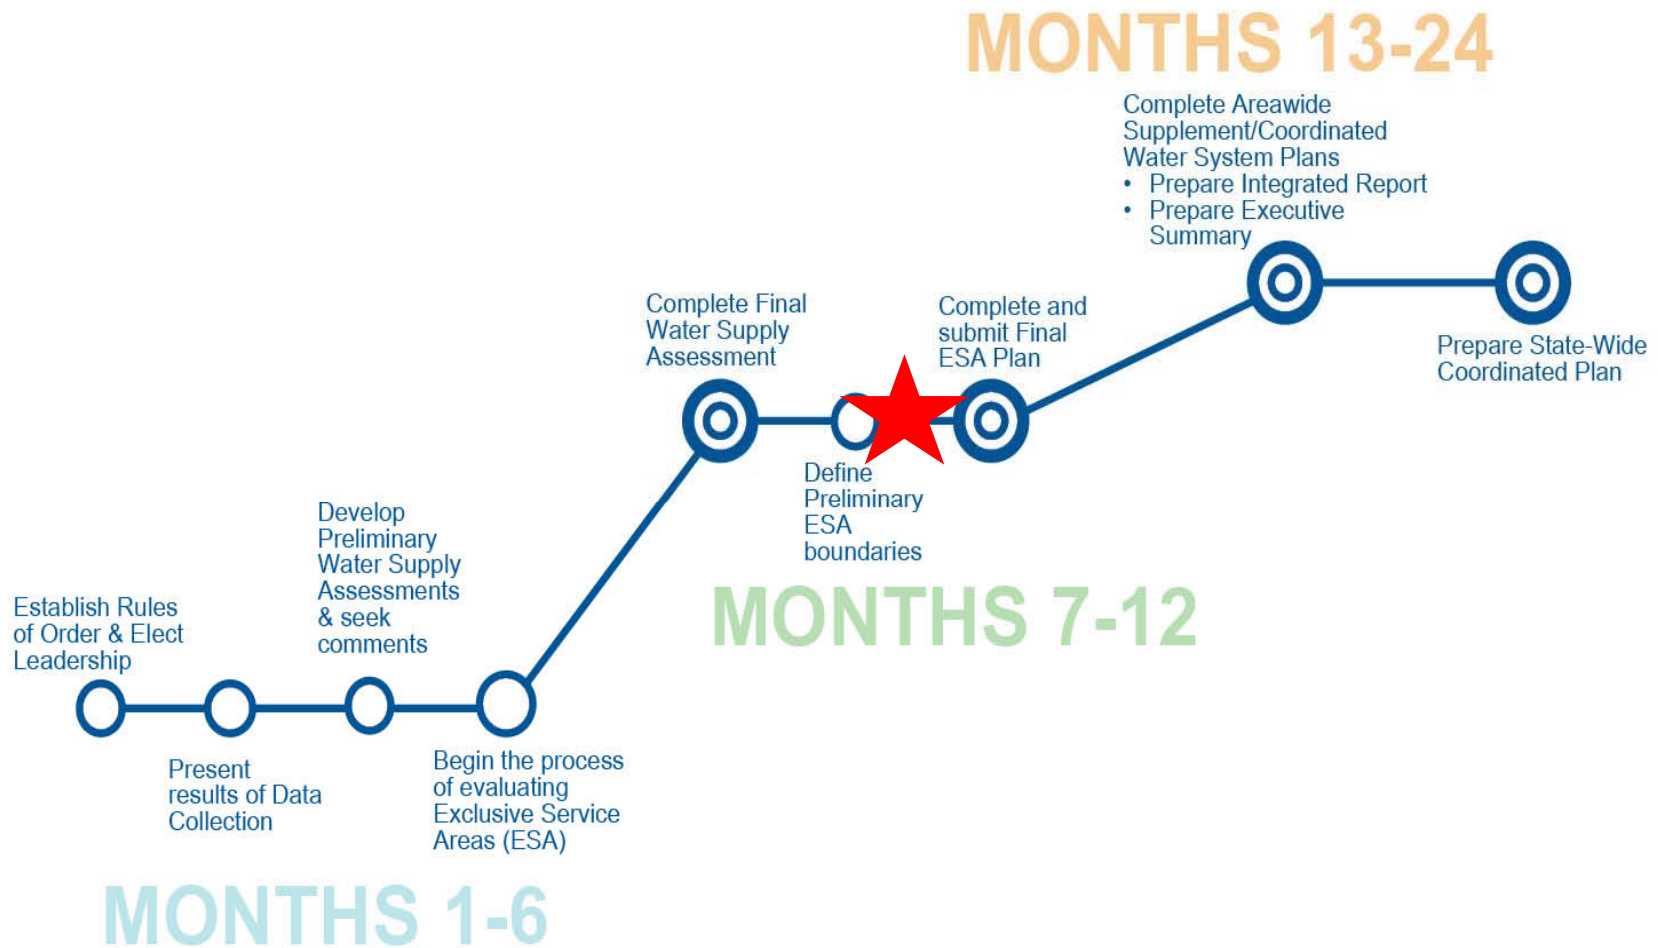 MONTHS 13-24
Complete Areawide
Supplement/Coordinated
Water System Plans
• Prepare Integrated Report
• Prepare Executive
Summary
Complete Final
Water Supply
Assessment
Complete and
submit Final
ESA Plan
Prepare State-Wide
Coordinated Plan
Define
Preliminary
ESA
boundaries
MONTHS 7-12
Develop
Preliminary
Water Supply
Assessments
& seek
comments
Establish Rules
of Order & Elect
Leadership
Present
results of Data
Collection
Begin the process
of evaluating
Exclusive Service
Areas (ESA)
MONTHS 1-6